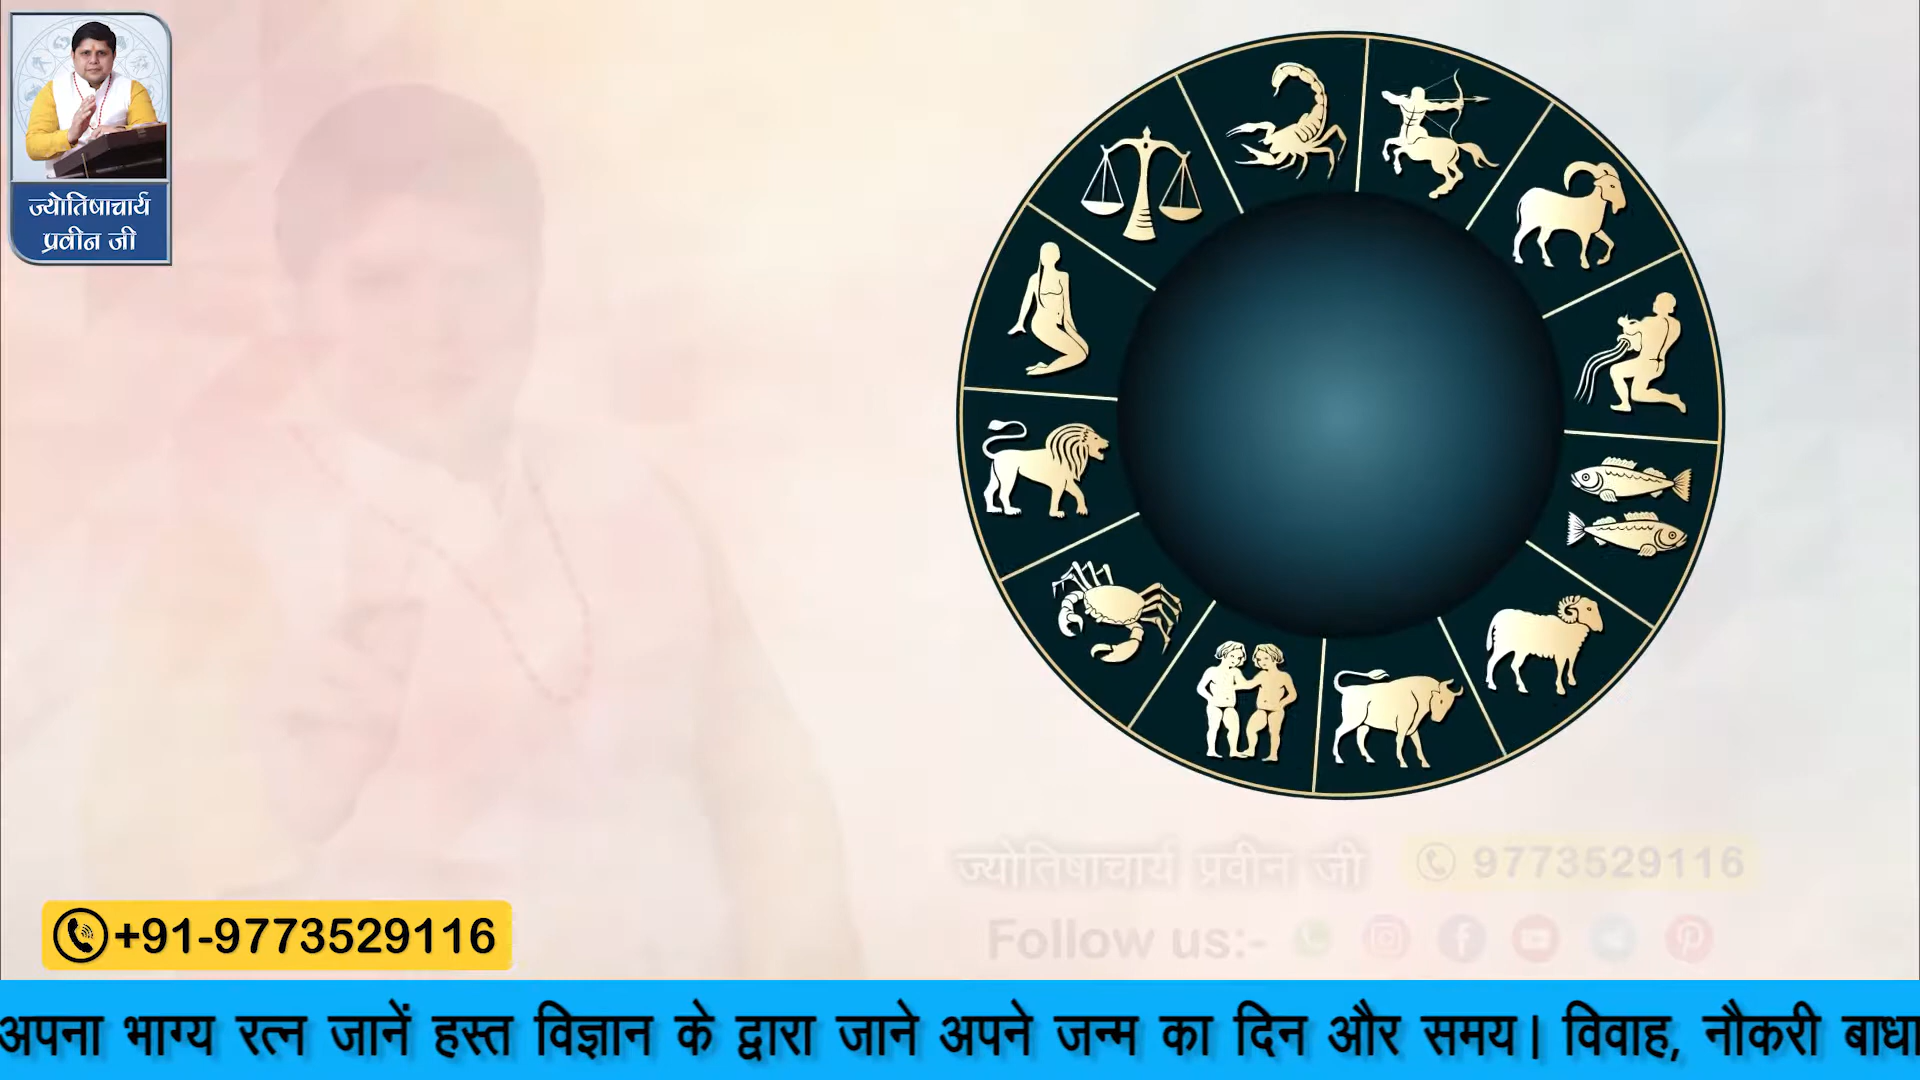 ज्योतिषाचार्य
प्रवीन जी
ज्योतिषाचार्य प्रवीन जी
9773529116
Follow us:-
+91-9773529116
अपना भाग्य रत्न जानें हस्त विज्ञान के द्वारा जाने अपने जन्म का दिन और समय| विवाह, नौकरी बाधा